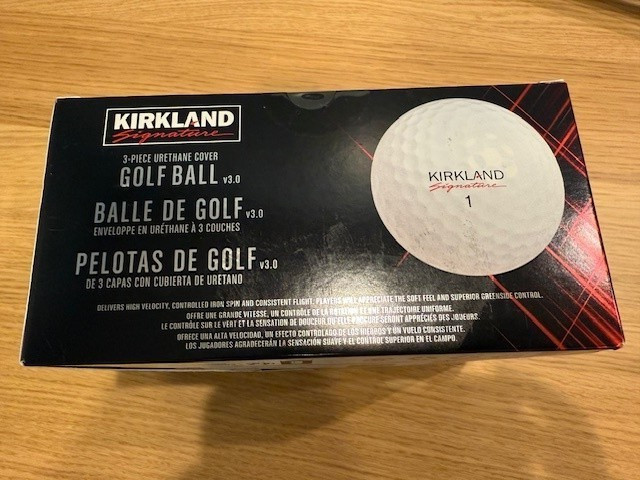 KIRKLAND
Signature
3-PIECE URETHANE COVER
GOLF BALL v3.0
BALLE DE GOLF v3.0
ENVELOPPE EN URÉTHANE À 3 COUCHES
PELOTAS DE GOLF v3.0
DE 3 CAPAS CON CUBIERTA DE URETANO
KIRKLAND
Signature
1
DELIVERS HIGH VELOCITY, CONTROLLED IRON SPIN AND CONSISTENT FLIGHT. PLAYERS WILL APPRECIATE THE SOFT FEEL AND SUPERIOR GREENSIDE CONTROL.
OFFRE UNE GRANDE VITESSE, UN CONTRÔLE DE LA ROTATION ET UNE TRAJECTOIRE UNIFORME.
LE CONTRÔLE SUR LE VERT ET LA SENSATION DE DOUCEUR QU'ELLE PROCURE SERONT APPRÉCIÉS DES JOUEURS.
OFRECE UNA ALTA VELOCIDAD, UN EFECTO CONTROLADO DE LOS HIERROS Y UN VUELO CONSISTENTE.
LOS JUGADORES AGRADECERÁN LA SENSACIÓN SUAVE Y EL CONTROL SUPERIOR EN EL CAMPO.